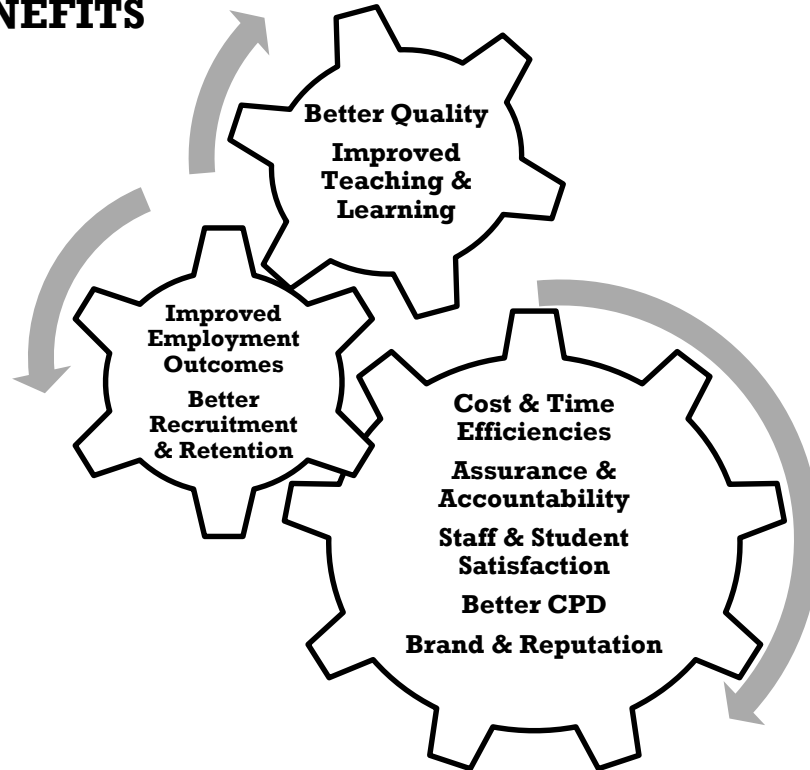 NEFITS
Better Quality
Improved
Teaching &
Learning
Improved
Employment
Outcomes
Better
Recruitment
& Retention
Cost & Time
Efficiencies
Assurance &
Accountability
Staff & Student
Satisfaction
Better CPD
Brand & Reputation